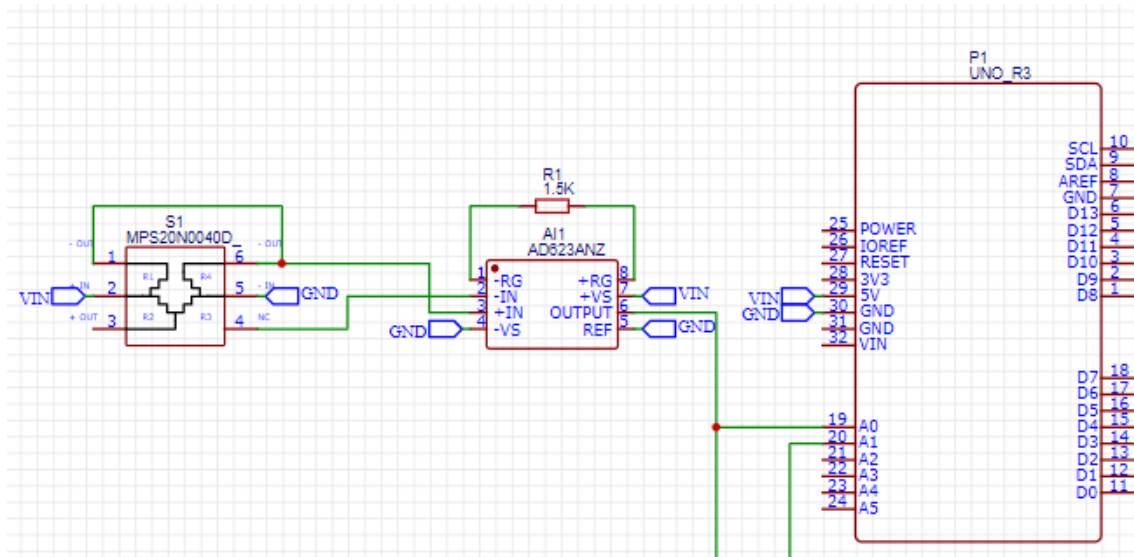 P1
UNO_R3
SCL 10
SDA 9
AREF 8
GND 7
D13 6
D12 5
D11 4
D10 3
D9 2
D8 1
25 POWER
26 IOREF
27 RESET
28 3V3
VIN 29 5V
GND 30 GND
31 GND
32 VIN
D7 18
D6 17
D5 16
D4 15
D3 14
D2 13
D1 12
D0 11
19 A0
20 A1
21 A2
22 A3
23 A4
24 A5
R1
1.5K
AI1
AD623ANZ
1 -RG +RG 8
2 -IN +VS 7 VIN
3 +IN OUTPUT 6
GND 4 -VS REF 5 GND
S1
MPS20N0040D_
- OUT 1 R1 R4 6 - OUT
VIN + IN 2 5 - IN GND
+ OUT 3 R2 R3 4 NC